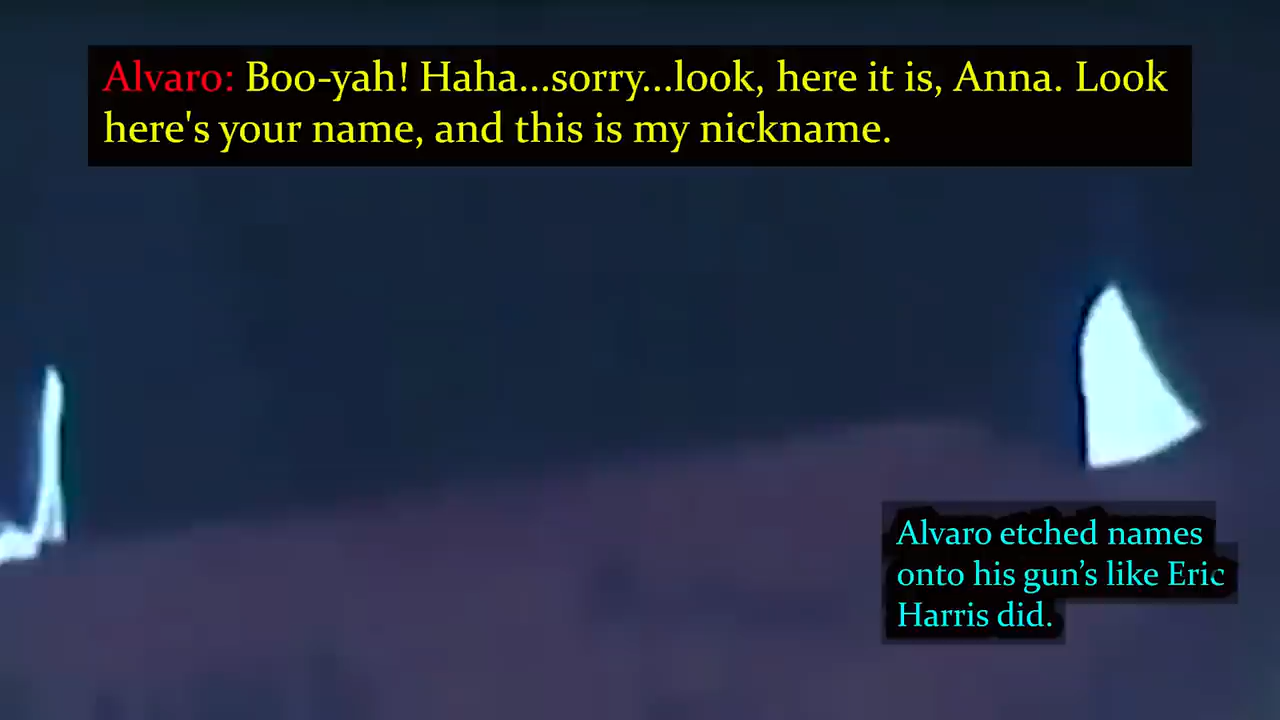 Alvaro: Boo-yah! Haha...sorry...look, here it is, Anna. Look
here's your name, and this is my nickname.
Alvaro etched names
onto his gun’s like Eric
Harris did.